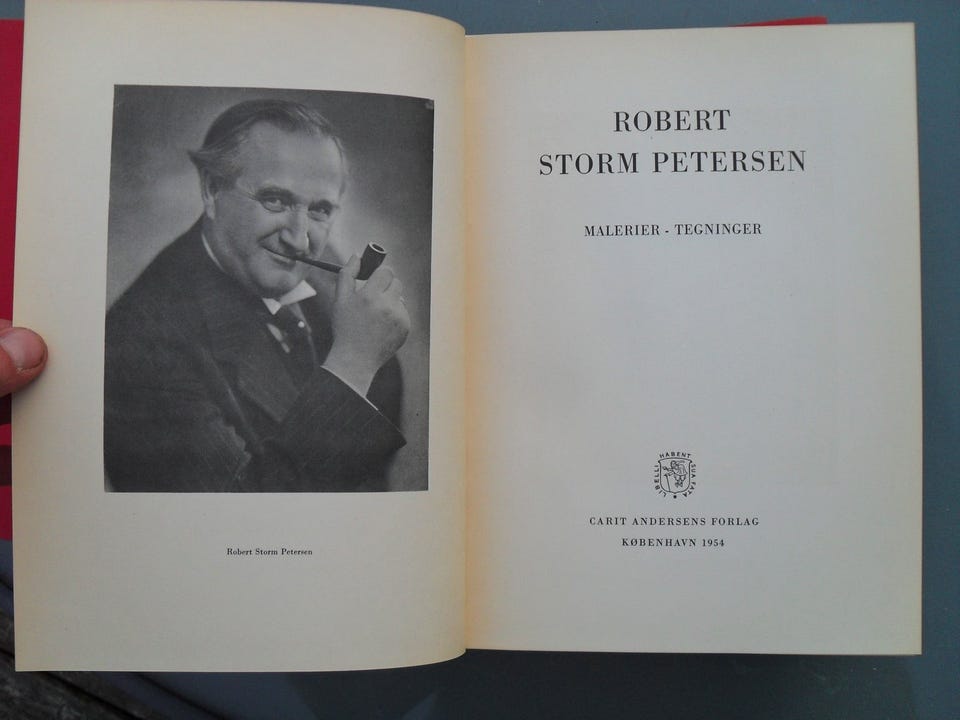 Robert Storm Petersen
ROBERT
STORM PETERSEN
MALERIER - TEGNINGER
LIBELLI HABENT SUA FATA
CARIT ANDERSENS FORLAG
KØBENHAVN 1954